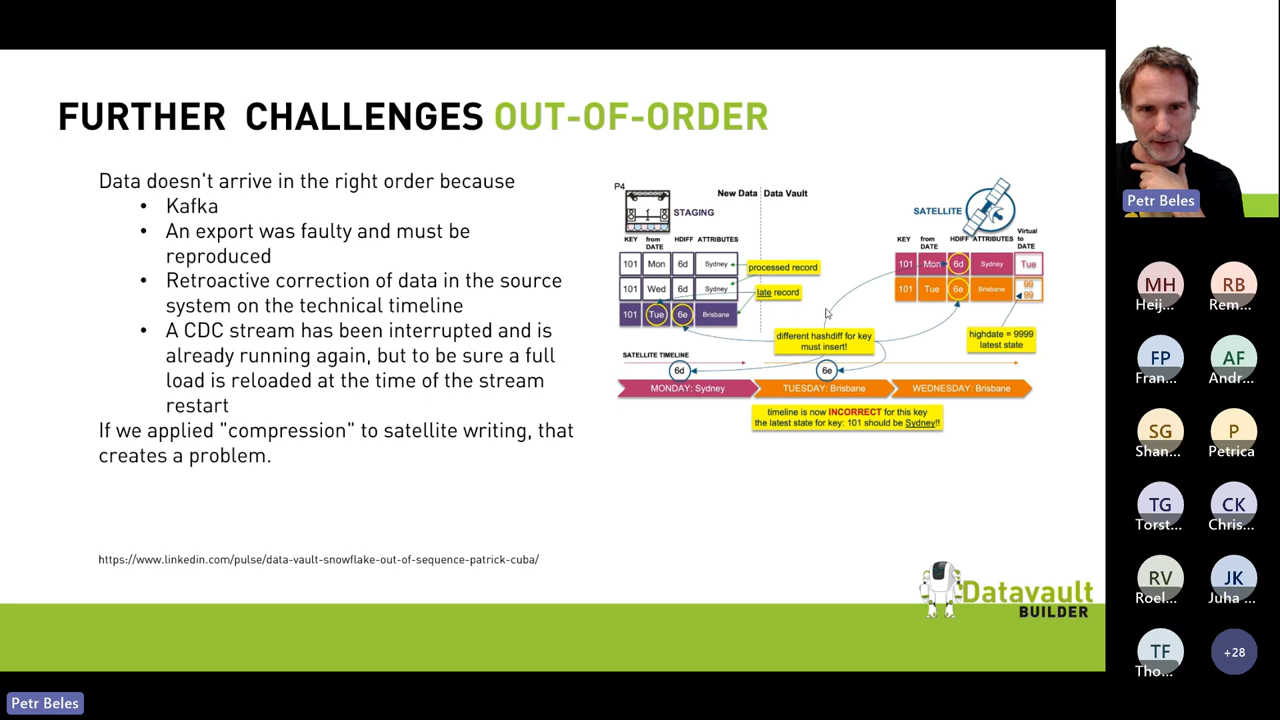 FURTHER CHALLENGES OUT-OF-ORDER
Data doesn't arrive in the right order because
• Kafka
• An export was faulty and must be
reproduced
• Retroactive correction of data in the source
system on the technical timeline
• A CDC stream has been interrupted and is
already running again, but to be sure a full
load is reloaded at the time of the stream
restart
If we applied "compression" to satellite writing, that
creates a problem.
https://www.linkedin.com/pulse/data-vault-snowflake-out-of-sequence-patrick-cuba/
P4
New Data Data Vault
STAGING
KEY from DATE HDIFF ATTRIBUTES
101 Mon 6d Sydney
101 Wed 6d Sydney
101 Tue 6e Brisbane
processed record
late record
SATELLITE
KEY from DATE HDIFF ATTRIBUTES Virtual to DATE
101 Mon 6d Sydney Tue
101 Tue 6e Brisbane 99 99
different hashdiff for key
must insert!
highdate = 9999
latest state
SATELLITE TIMELINE
6d 6e
MONDAY: Sydney TUESDAY: Brisbane WEDNESDAY: Brisbane
timeline is now INCORRECT for this key
the latest state for key: 101 should be Sydney!!
Datavault
BUILDER
Petr Beles
MH RB
Heij... Rem...
FP AF
Fran... Andr...
SG P
Shan... Petrica
TG CK
Torst... Chris...
RV JK
Roel... Juha ...
TF +28
Tho...
Petr Beles